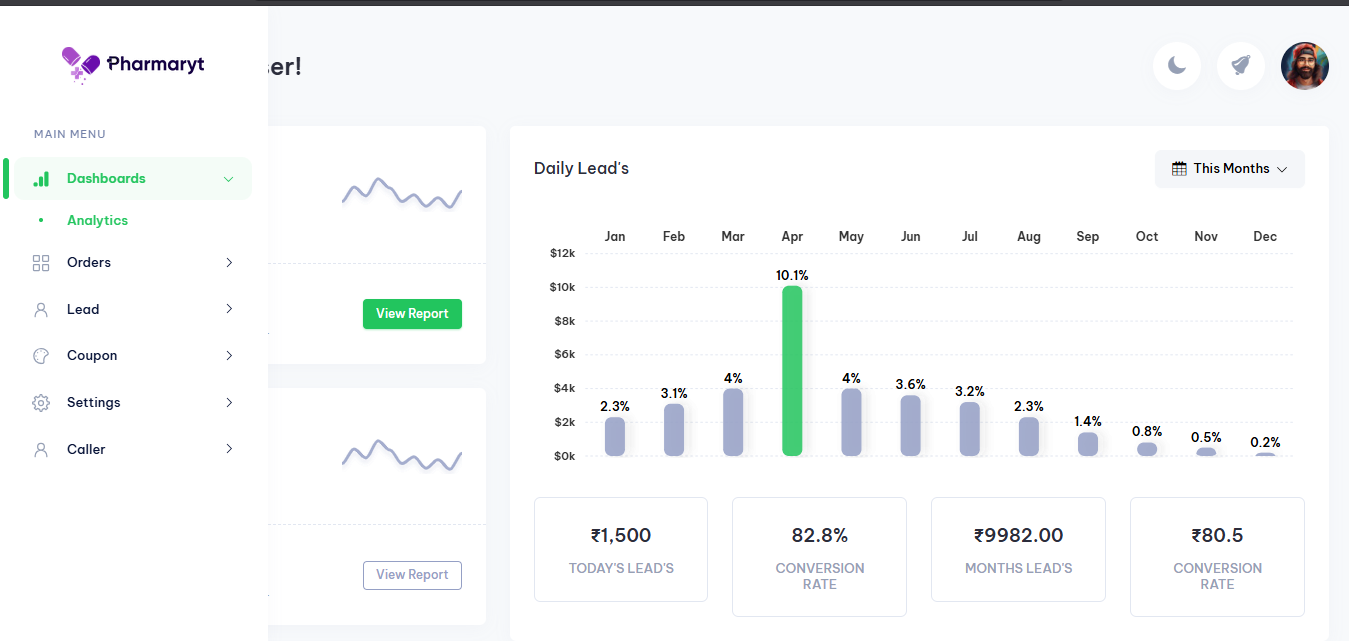 Pharmaryt
ser!
MAIN MENU
Dashboards
Analytics
Orders
Lead
Coupon
Settings
Caller
View Report
View Report
Daily Lead's
This Months
Jan Feb Mar Apr May Jun Jul Aug Sep Oct Nov Dec
$12k
$10k
$8k
$6k
$4k
$2k
$0k
2.3% 3.1% 4% 10.1% 4% 3.6% 3.2% 2.3% 1.4% 0.8% 0.5% 0.2%
₹1,500
TODAY'S LEAD'S
82.8%
CONVERSION
RATE
₹9982.00
MONTHS LEAD'S
₹80.5
CONVERSION
RATE